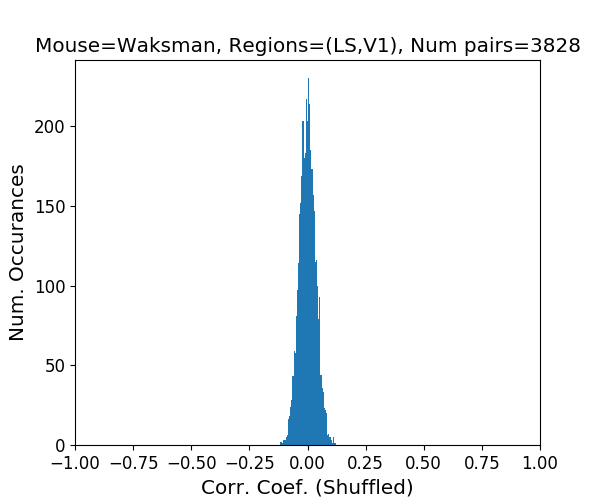 Mouse=Waksman, Regions=(LS,V1), Num pairs=3828
Num. Occurances
200
150
100
50
0
−1.00 −0.75 −0.50 −0.25 0.00 0.25 0.50 0.75 1.00
Corr. Coef. (Shuffled)